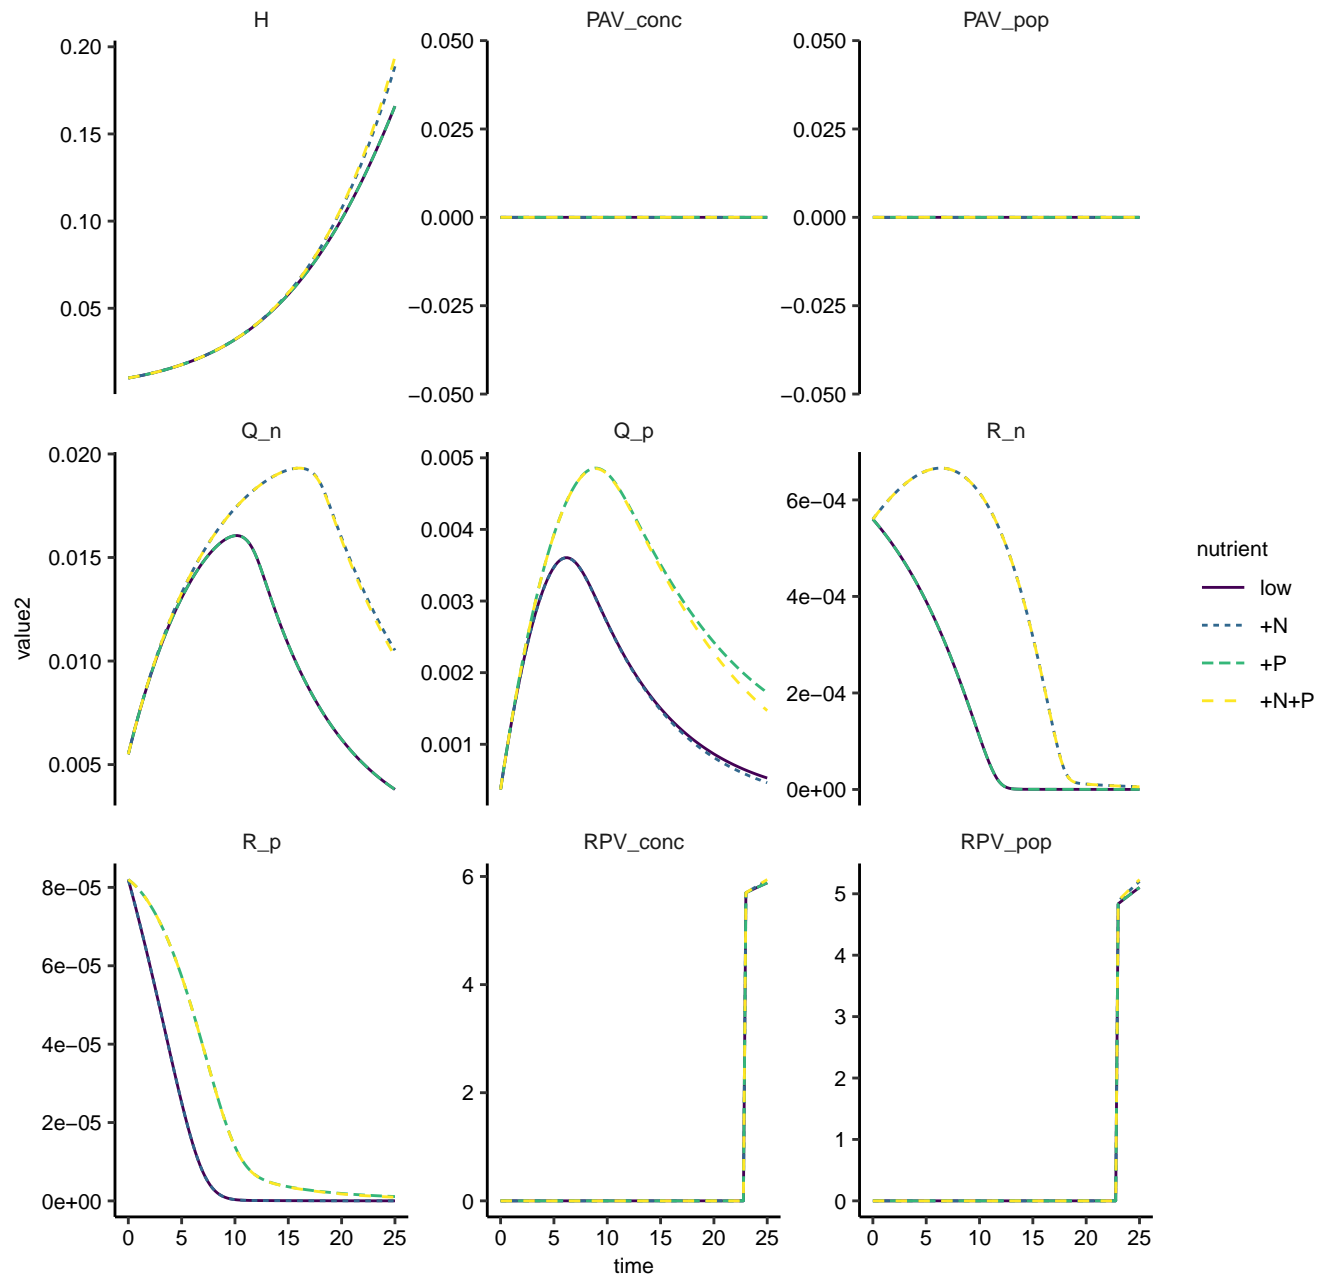 H
PAV_conc
PAV_pop
0.20
0.15
0.10
0.05
0.050
0.025
0.000
−0.025
−0.050
0.050
0.025
0.000
−0.025
−0.050
Q_n
Q_p
R_n
0.020
0.015
0.010
0.005
0.005
0.004
0.003
0.002
0.001
6e−04
4e−04
2e−04
0e+00
R_p
RPV_conc
RPV_pop
8e−05
6e−05
4e−05
2e−05
0e+00
6
4
2
0
5
4
3
2
1
0
0 5 10 15 20 25
0 5 10 15 20 25
0 5 10 15 20 25
time
value2
nutrient
low
+N
+P
+N+P